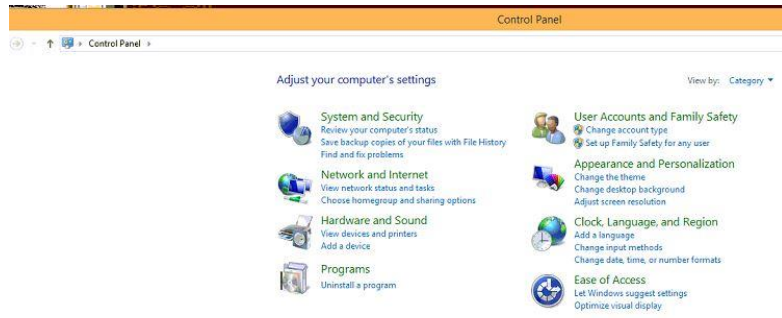 Control Panel
Control Panel
Adjust your computer's settings
View by: Category
System and Security
Review your computer's status
Save backup copies of your files with File History
Find and fix problems
Network and Internet
View network status and tasks
Choose homegroup and sharing options
Hardware and Sound
View devices and printers
Add a device
Programs
Uninstall a program
User Accounts and Family Safety
Change account type
Set up Family Safety for any user
Appearance and Personalization
Change the theme
Change desktop background
Adjust screen resolution
Clock, Language, and Region
Add a language
Change input methods
Change date, time, or number formats
Ease of Access
Let Windows suggest settings
Optimize visual display